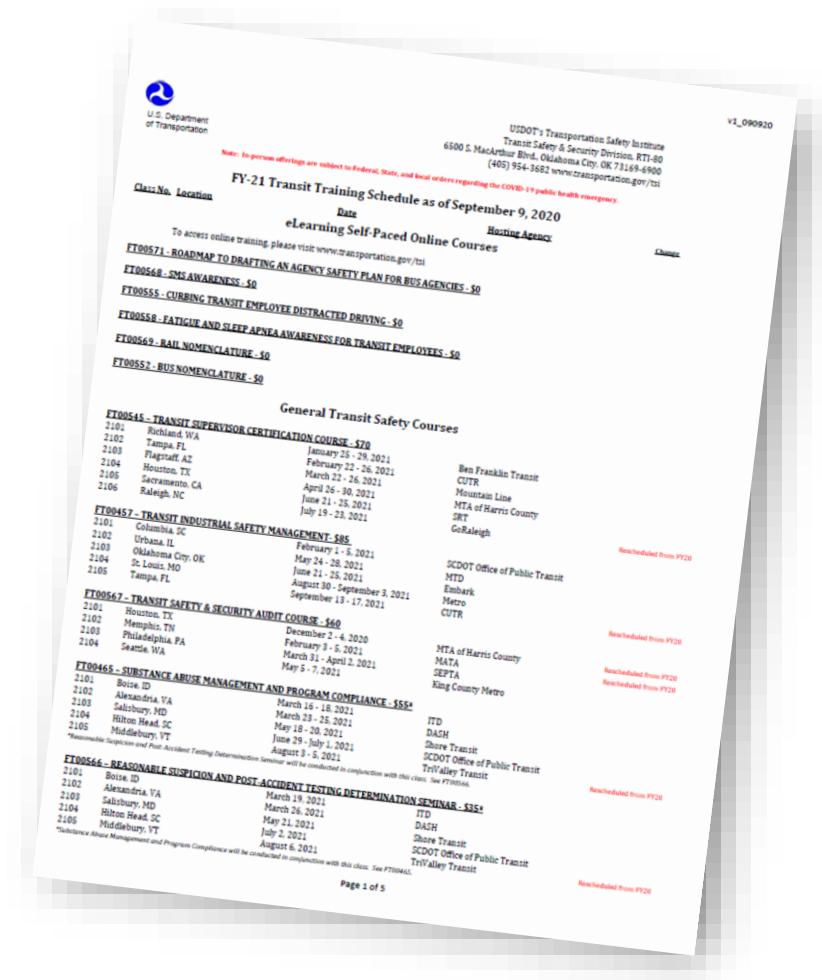 v1_090920
U.S. Department
of Transportation
USDOT's Transportation Safety Institute
Transit Safety & Security Division, RTI-80
6500 S. MacArthur Blvd., Oklahoma City, OK 73169-6900
(405) 954-3682 www.transportation.gov/tsi
Note: In-person offerings are subject to Federal, State, and local orders regarding the COVID-19 public health emergency.
FY-21 Transit Training Schedule as of September 9, 2020
Class No. Location Date Hosting Agency Change
eLearning Self-Paced Online Courses
To access online training, please visit www.transportation.gov/tsi
FT00571 - ROADMAP TO DRAFTING AN AGENCY SAFETY PLAN FOR BUS AGENCIES - $0
FT00568 - SMS AWARENESS - $0
FT00555 - CURBING TRANSIT EMPLOYEE DISTRACTED DRIVING - $0
FT00558 - FATIGUE AND SLEEP APNEA AWARENESS FOR TRANSIT EMPLOYEES - $0
FT00569 - RAIL NOMENCLATURE - $0
FT00552 - BUS NOMENCLATURE - $0
General Transit Safety Courses
FT00545 – TRANSIT SUPERVISOR CERTIFICATION COURSE - $70
2101 Richland, WA January 25 - 29, 2021 Ben Franklin Transit
2102 Tampa, FL February 22 - 26, 2021 CUTR
2103 Flagstaff, AZ March 22 - 26, 2021 Mountain Line
2104 Houston, TX April 26 - 30, 2021 MTA of Harris County
2105 Sacramento, CA June 21 - 25, 2021 SRT
2106 Raleigh, NC July 19 - 23, 2021 GoRaleigh Rescheduled from FY20
FT00457 – TRANSIT INDUSTRIAL SAFETY MANAGEMENT- $85
2101 Columbia, SC February 1 - 5, 2021 SCDOT Office of Public Transit
2102 Urbana, IL May 24 - 28, 2021 MTD
2103 Oklahoma City, OK June 21 - 25, 2021 Embark
2104 St. Louis, MO August 30 - September 3, 2021 Metro
2105 Tampa, FL September 13 - 17, 2021 CUTR Rescheduled from FY20
FT00567 – TRANSIT SAFETY & SECURITY AUDIT COURSE - $60
2101 Houston, TX December 2 - 4, 2020 MTA of Harris County Rescheduled from FY20
2102 Memphis, TN February 3 - 5, 2021 MATA Rescheduled from FY20
2103 Philadelphia, PA March 31 - April 2, 2021 SEPTA
2104 Seattle, WA May 5 - 7, 2021 King County Metro
FT00465 – SUBSTANCE ABUSE MANAGEMENT AND PROGRAM COMPLIANCE - $55*
2101 Boise, ID March 16 - 18, 2021 ITD
2102 Alexandria, VA March 23 - 25, 2021 DASH
2103 Salisbury, MD May 18 - 20, 2021 Shore Transit
2104 Hilton Head, SC June 29 - July 1, 2021 SCDOT Office of Public Transit
2105 Middlebury, VT August 3 - 5, 2021 TriValley Transit Rescheduled from FY20
*Reasonable Suspicion and Post-Accident Testing Determination Seminar will be conducted in conjunction with this class. See FT00566.
FT00566 – REASONABLE SUSPICION AND POST-ACCIDENT TESTING DETERMINATION SEMINAR - $35*
2101 Boise, ID March 19, 2021 ITD
2102 Alexandria, VA March 26, 2021 DASH
2103 Salisbury, MD May 21, 2021 Shore Transit
2104 Hilton Head, SC July 2, 2021 SCDOT Office of Public Transit
2105 Middlebury, VT August 6, 2021 TriValley Transit Rescheduled from FY20
*Substance Abuse Management and Program Compliance will be conducted in conjunction with this class. See FT00465.
Page 1 of 5